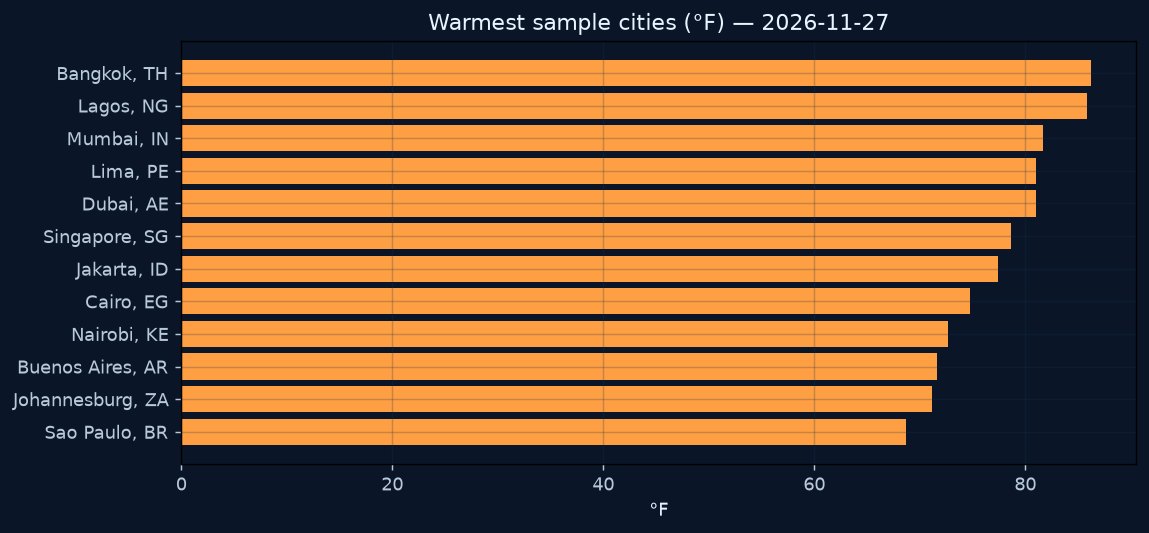 Warmest sample cities (°F) — 2026-11-27
Bangkok, TH
Lagos, NG
Mumbai, IN
Lima, PE
Dubai, AE
Singapore, SG
Jakarta, ID
Cairo, EG
Nairobi, KE
Buenos Aires, AR
Johannesburg, ZA
Sao Paulo, BR
0 20 40 60 80
°F